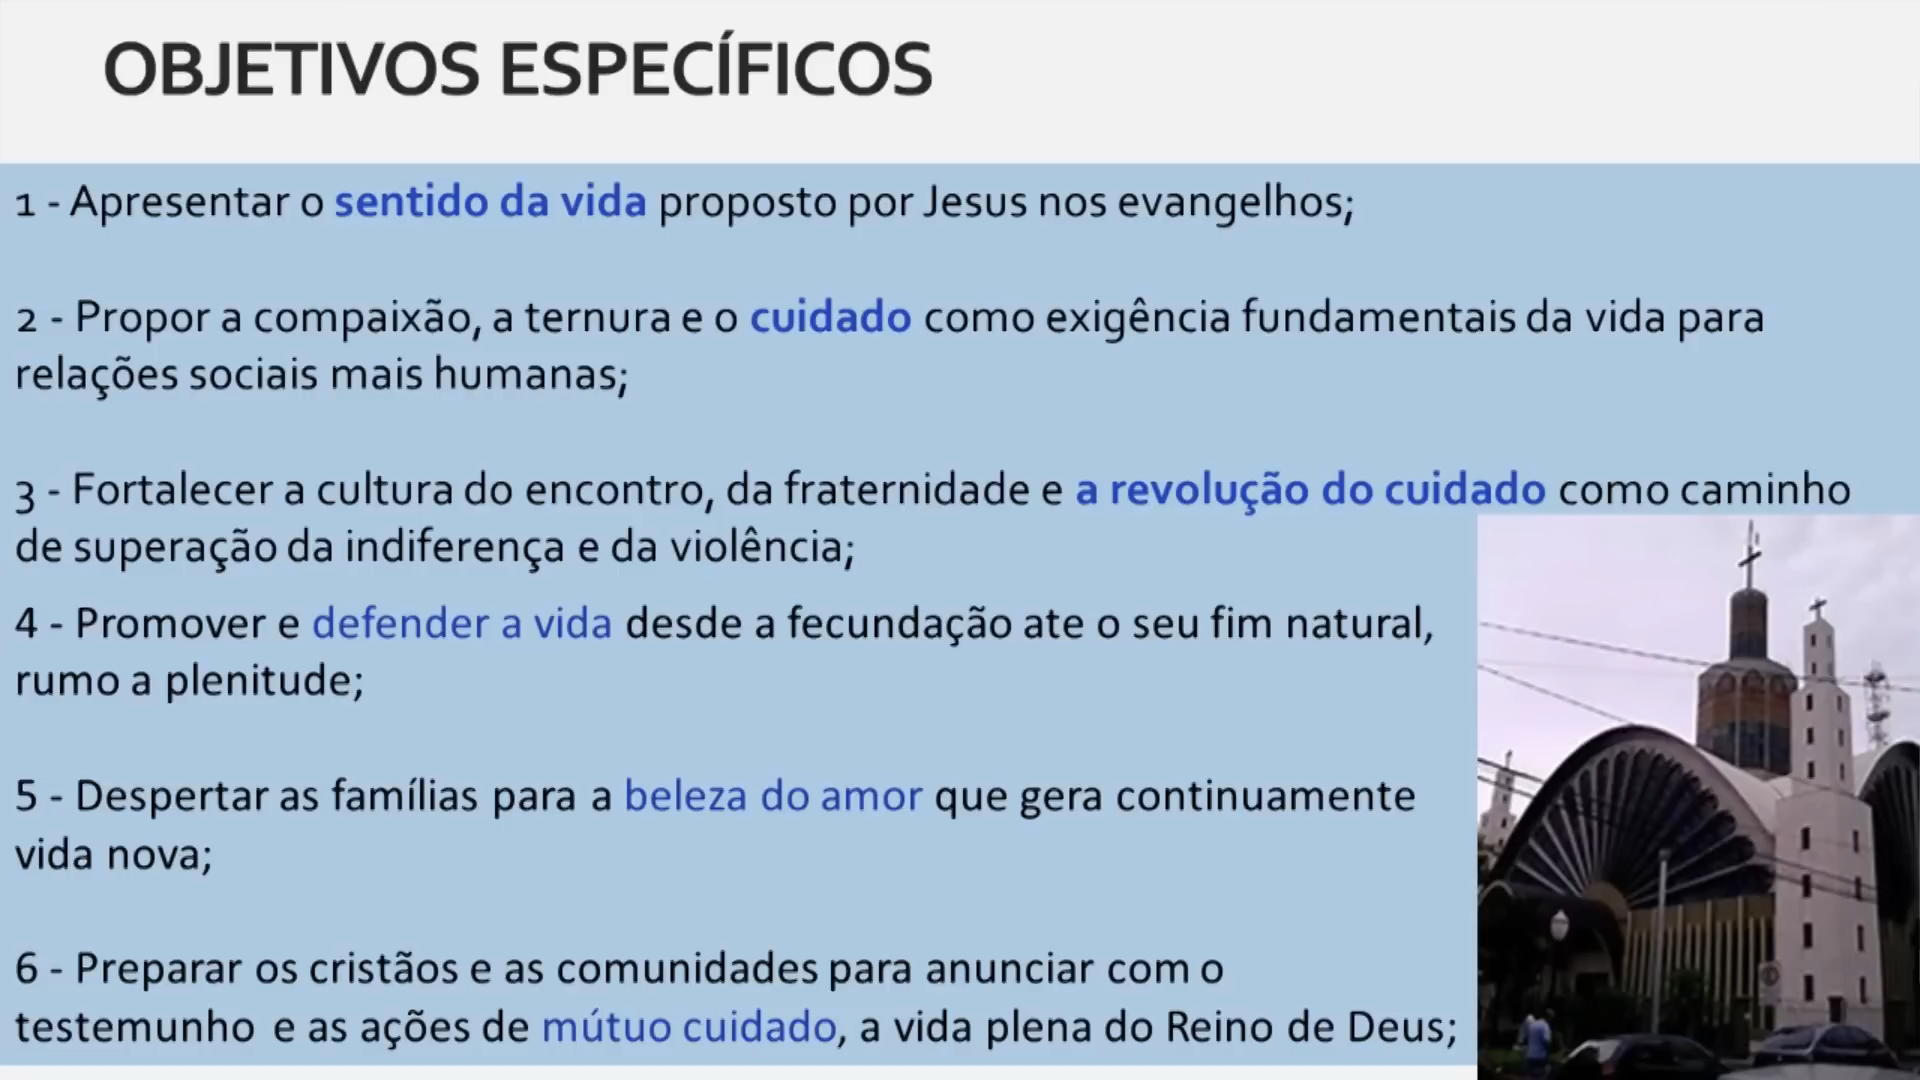 OBJETIVOS ESPECÍFICOS
1 - Apresentar o sentido da vida proposto por Jesus nos evangelhos;
2 - Propor a compaixão, a ternura e o cuidado como exigência fundamentais da vida para
relações sociais mais humanas;
3 - Fortalecer a cultura do encontro, da fraternidade e a revolução do cuidado como caminho
de superação da indiferença e da violência;
4 - Promover e defender a vida desde a fecundação ate o seu fim natural,
rumo a plenitude;
5 - Despertar as famílias para a beleza do amor que gera continuamente
vida nova;
6 - Preparar os cristãos e as comunidades para anunciar com o
testemunho e as ações de mútuo cuidado, a vida plena do Reino de Deus;